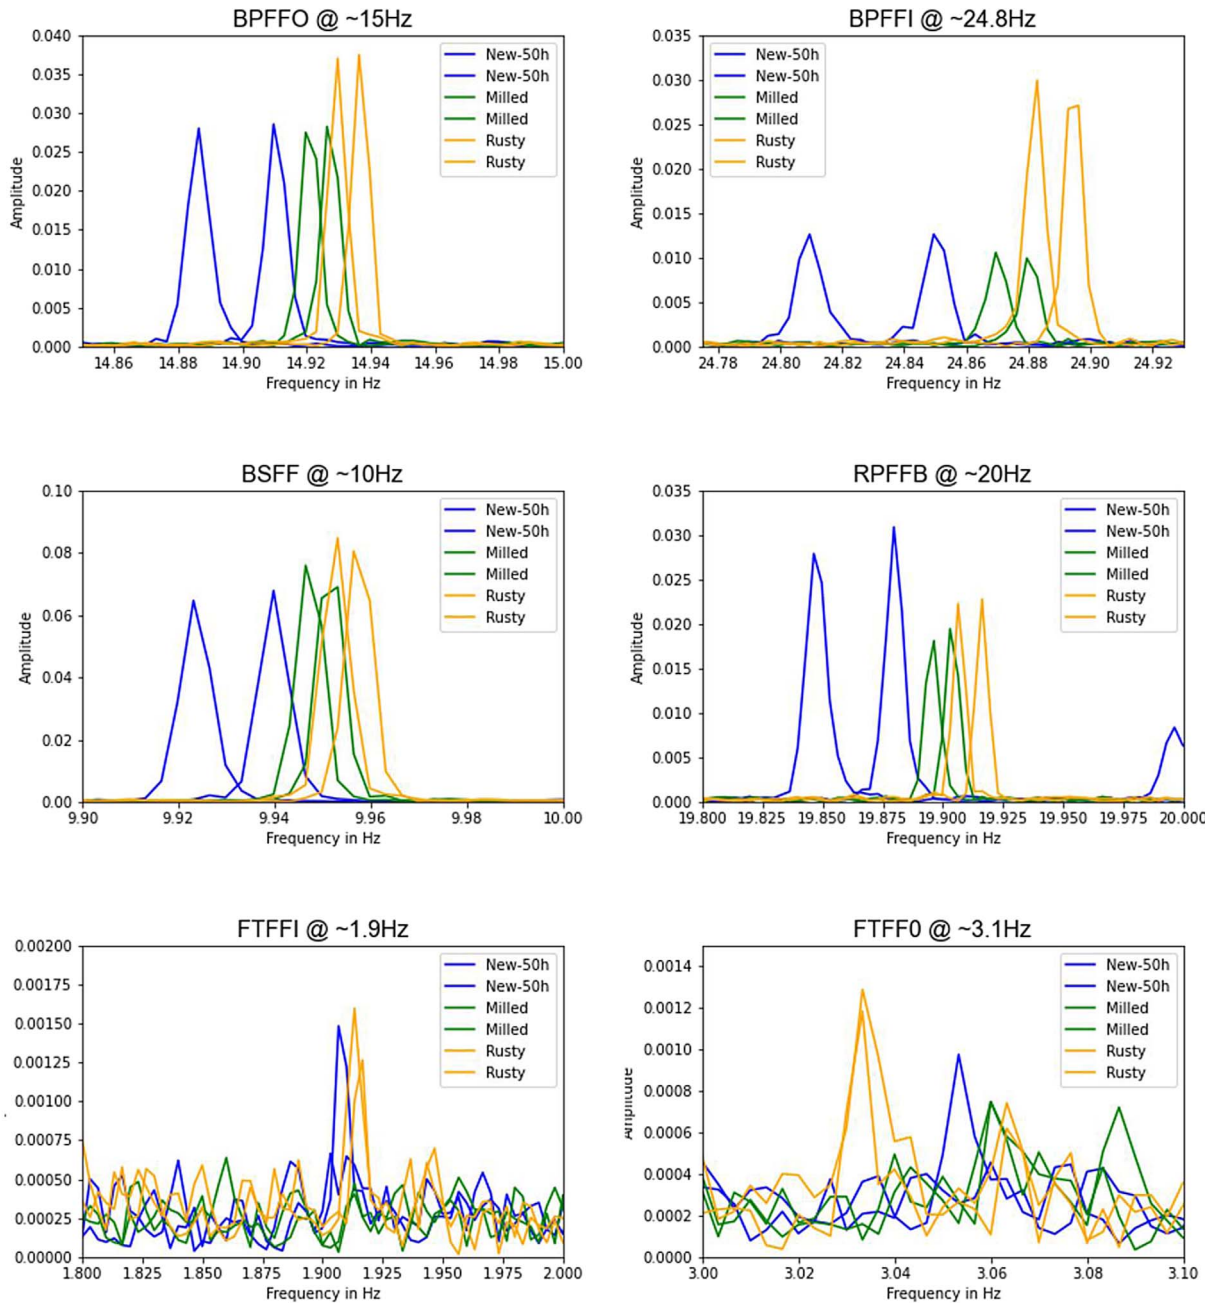 BPFFO @ ~15Hz
0.040
0.035
0.030
0.025
0.020
0.015
0.010
0.005
0.000
Amplitude
14.86 14.88 14.90 14.92 14.94 14.96 14.98 15.00
Frequency in Hz
New-50h
New-50h
Milled
Milled
Rusty
Rusty
BPFFI @ ~24.8Hz
0.035
0.030
0.025
0.020
0.015
0.010
0.005
0.000
Amplitude
24.78 24.80 24.82 24.84 24.86 24.88 24.90 24.92
Frequency in Hz
New-50h
New-50h
Milled
Milled
Rusty
Rusty
BSFF @ ~10Hz
0.10
0.08
0.06
0.04
0.02
0.00
Amplitude
9.90 9.92 9.94 9.96 9.98 10.00
Frequency in Hz
New-50h
New-50h
Milled
Milled
Rusty
Rusty
RPFFB @ ~20Hz
0.035
0.030
0.025
0.020
0.015
0.010
0.005
0.000
Amplitude
19.800 19.825 19.850 19.875 19.900 19.925 19.950 19.975 20.000
Frequency in Hz
New-50h
New-50h
Milled
Milled
Rusty
Rusty
FTFFI @ ~1.9Hz
0.00200
0.00175
0.00150
0.00125
0.00100
0.00075
0.00050
0.00025
0.00000
1.800 1.825 1.850 1.875 1.900 1.925 1.950 1.975 2.000
Frequency in Hz
New-50h
New-50h
Milled
Milled
Rusty
Rusty
FTFF0 @ ~3.1Hz
0.0014
0.0012
0.0010
0.0008
0.0006
0.0004
0.0002
0.0000
Amplitude
3.00 3.02 3.04 3.06 3.08 3.10
Frequency in Hz
New-50h
New-50h
Milled
Milled
Rusty
Rusty